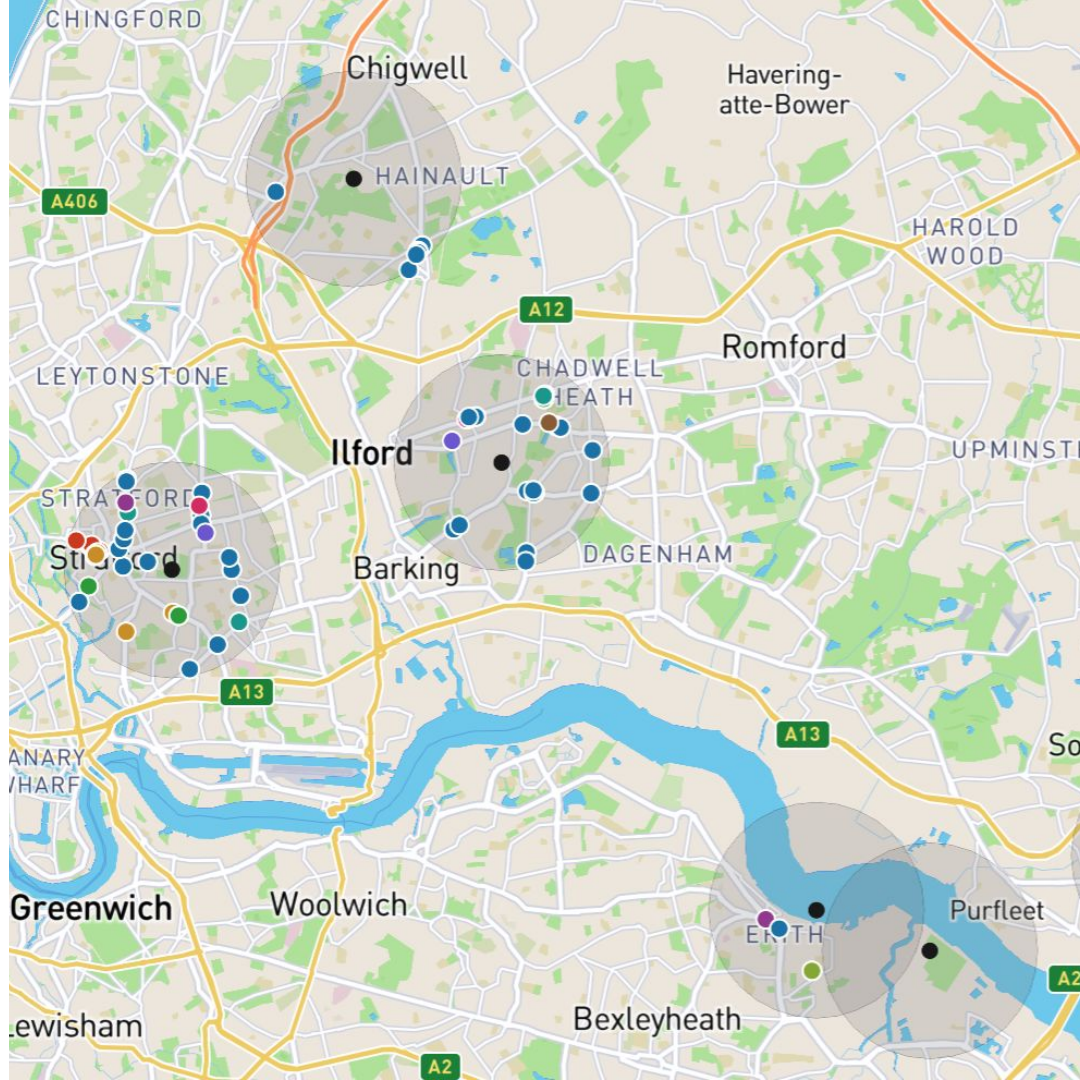 CHINGFORD
Chigwell
Havering-
atte-Bower
HAINAULT
A406
HAROLD
WOOD
A12
Romford
LEYTONSTONE
CHADWELL
HEATH
Ilford
UPMINST
STRATFORD
Stratford
Barking
DAGENHAM
A13
A13
So
ANARY
WHARF
Greenwich
Woolwich
Purfleet
ERITH
A2
Lewisham
Bexleyheath
A2